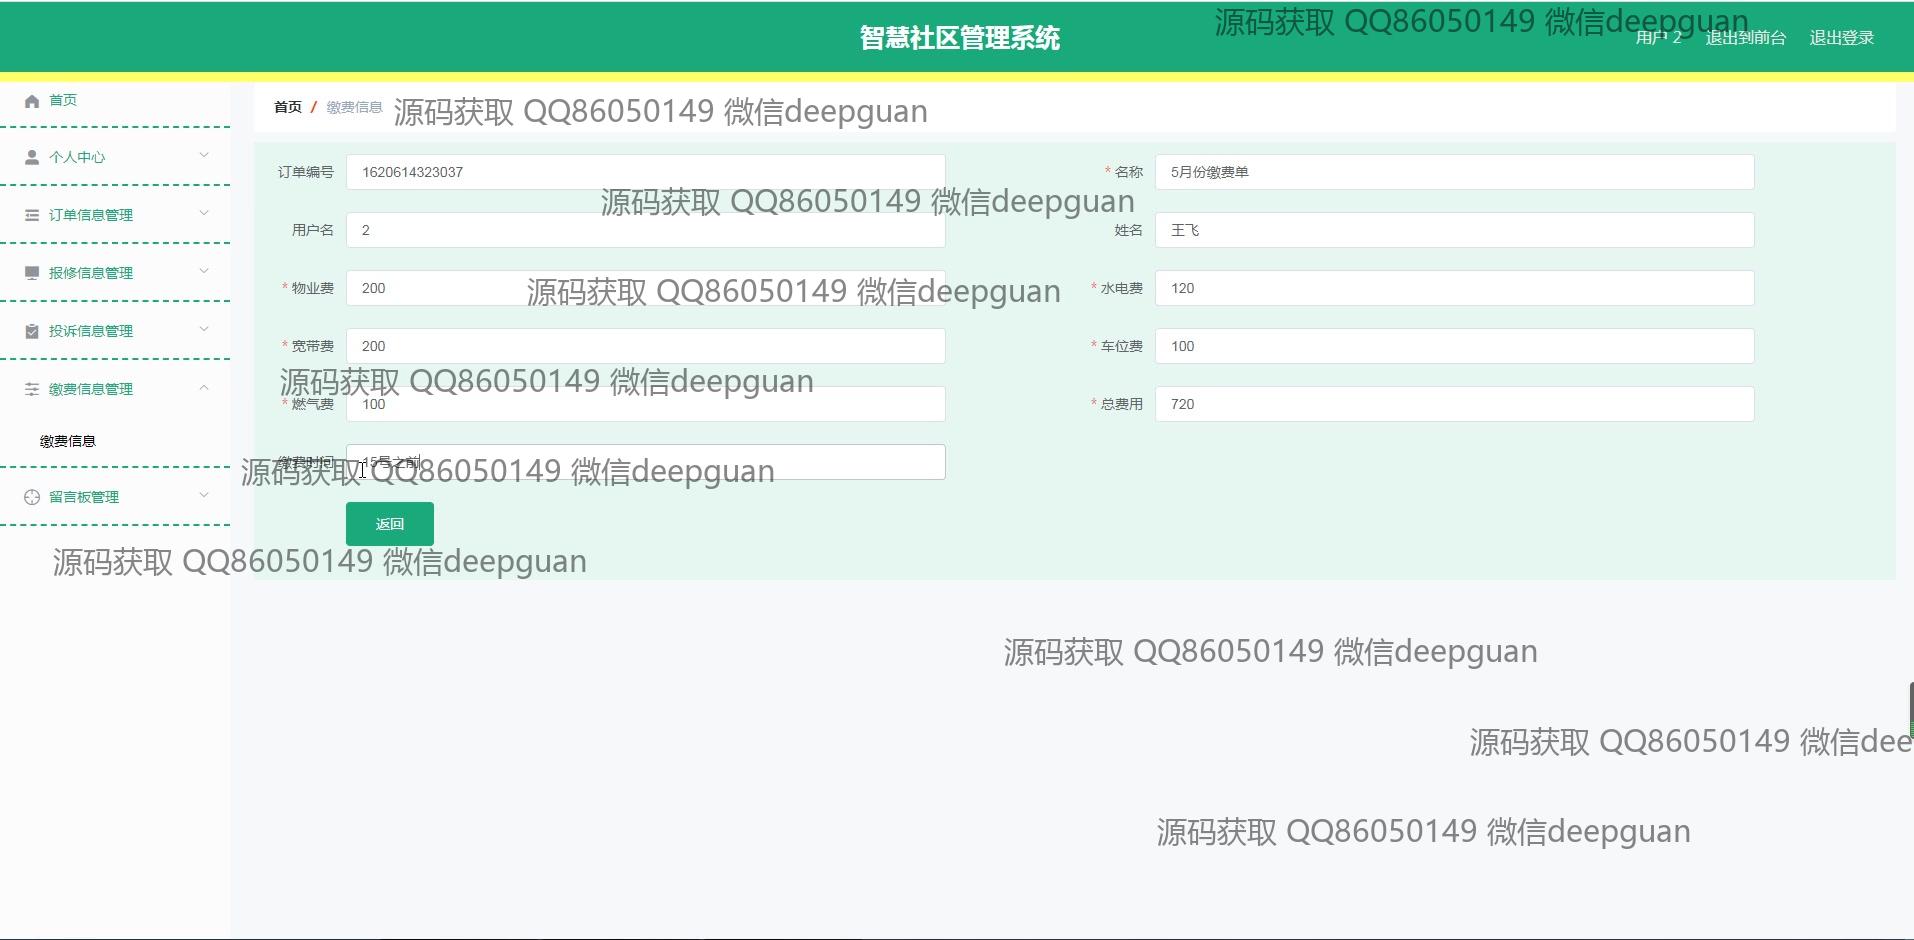 智慧社区管理系统
源码获取 QQ86050149 微信deepguan
用户 2 退出到前台 退出登录
首页
个人中心
订单信息管理
报修信息管理
投诉信息管理
缴费信息管理
缴费信息
留言板管理
首页 / 缴费信息
源码获取 QQ86050149 微信deepguan
订单编号 1620614323037
* 名称 5月份缴费单
源码获取 QQ86050149 微信deepguan
用户名 2
姓名 王飞
* 物业费 200
* 水电费 120
源码获取 QQ86050149 微信deepguan
* 宽带费 200
* 车位费 100
源码获取 QQ86050149 微信deepguan
* 燃气费 100
* 总费用 720
缴费时间 15号之前
源码获取 QQ86050149 微信deepguan
返回
源码获取 QQ86050149 微信deepguan
源码获取 QQ86050149 微信deepguan
源码获取 QQ86050149 微信dee
源码获取 QQ86050149 微信deepguan